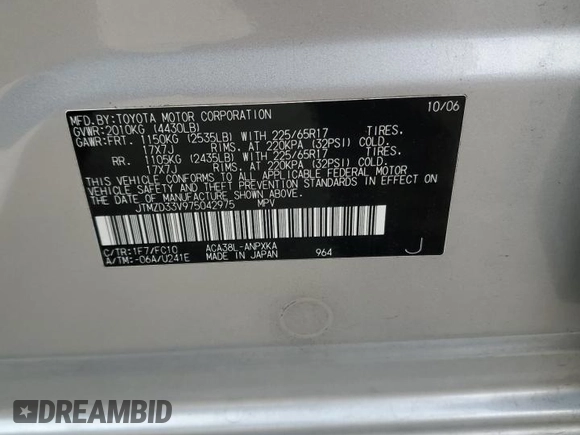 MFD.BY:TOYOTA MOTOR CORPORATION 10/06
GVWR:2010KG (4430LB)
GAWR:FRT. 1150KG (2535LB) WITH 225/65R17 TIRES.
17X7J RIMS. AT 220KPA (32PSI) COLD.
RR. 1105KG (2435LB) WITH 225/65R17 TIRES.
17X7J RIMS. AT 220KPA (32PSI) COLD.
THIS VEHICLE CONFORMS TO ALL APPLICABLE FEDERAL MOTOR
VEHICLE SAFETY AND THEFT PREVENTION STANDARDS IN EFFECT ON
THE DATE OF MANUFACTURE SHOWN ABOVE.
JTMZD33V975042975 MPV
C/TR:1F7/FC10 ACA38L-ANPXKA
A/TM:-06A/U241E MADE IN JAPAN 964 J
DREAMBID